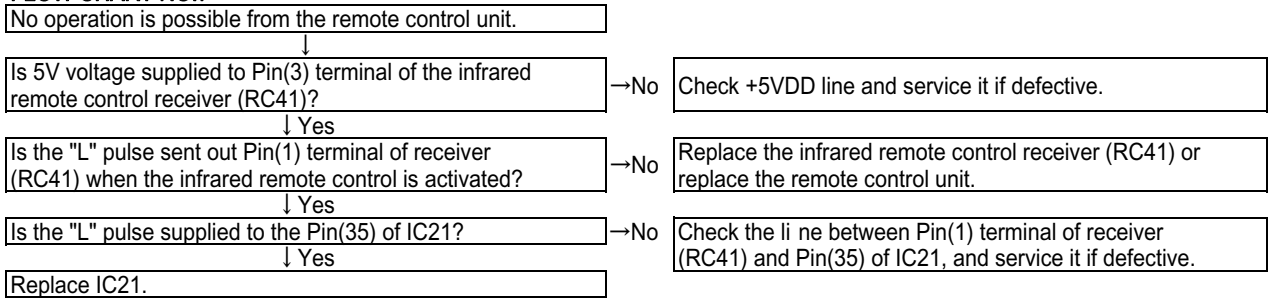 No operation is possible from the remote control unit.
↓
Is 5V voltage supplied to Pin(3) terminal of the infrared
remote control receiver (RC41)?
→No
Check +5VDD line and service it if defective.
↓ Yes
Is the "L" pulse sent out Pin(1) terminal of receiver
(RC41) when the infrared remote control is activated?
→No
Replace the infrared remote control receiver (RC41) or
replace the remote control unit.
↓ Yes
Is the "L" pulse supplied to the Pin(35) of IC21?
→No
Check the li ne between Pin(1) terminal of receiver
(RC41) and Pin(35) of IC21, and service it if defective.
↓ Yes
Replace IC21.